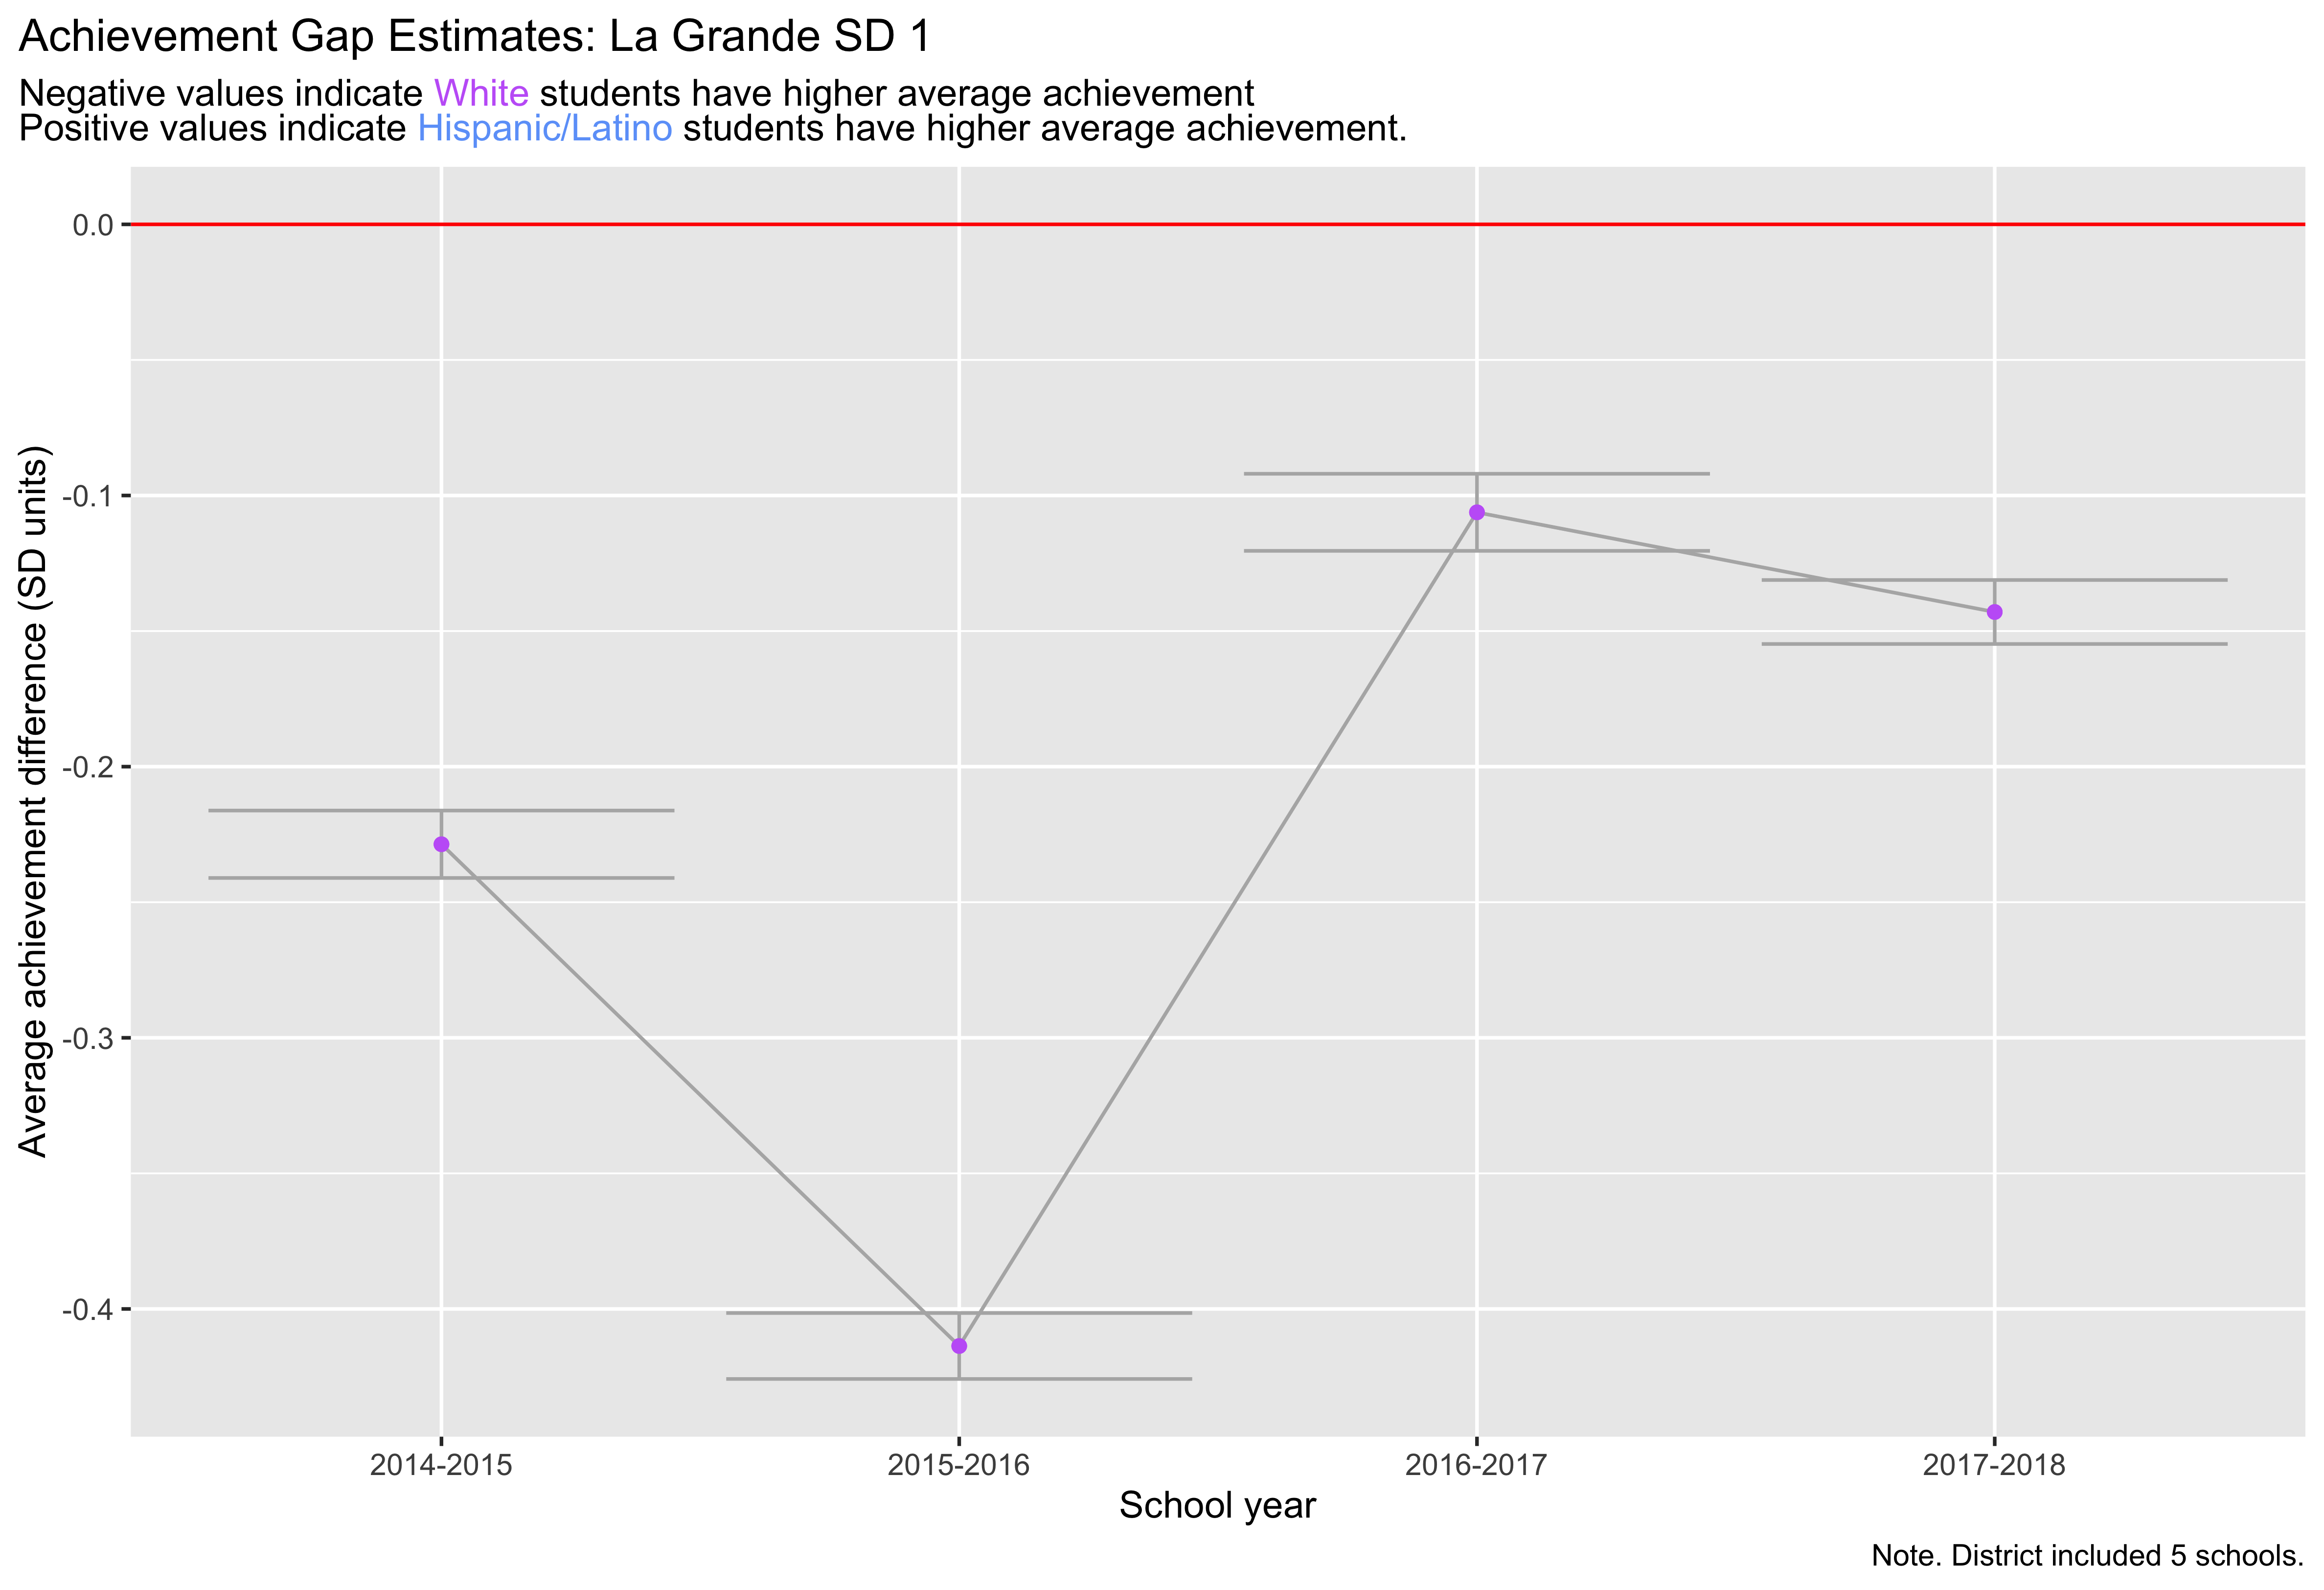 Achievement Gap Estimates: La Grande SD 1
Negative values indicate White students have higher average achievement
Positive values indicate Hispanic/Latino students have higher average achievement.
Average achievement difference (SD units)
0.0
-0.1
-0.2
-0.3
-0.4
2014-2015
2015-2016
2016-2017
2017-2018
School year
Note. District included 5 schools.